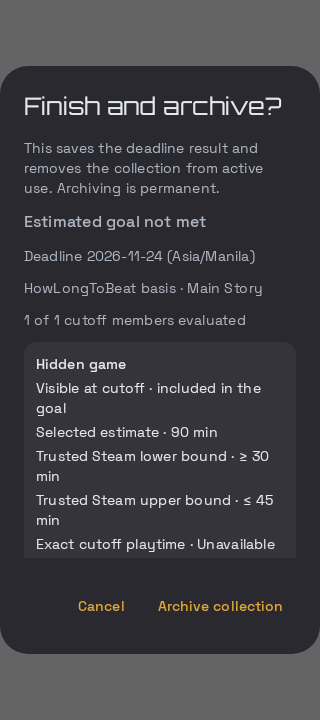 Finish and archive?
This saves the deadline result and
removes the collection from active
use. Archiving is permanent.
Estimated goal not met
Deadline 2026-11-24 (Asia/Manila)
HowLongToBeat basis · Main Story
1 of 1 cutoff members evaluated
Hidden game
Visible at cutoff · included in the
goal
Selected estimate · 90 min
Trusted Steam lower bound · ≥ 30
min
Trusted Steam upper bound · ≤ 45
min
Exact cutoff playtime · Unavailable
Cancel Archive collection